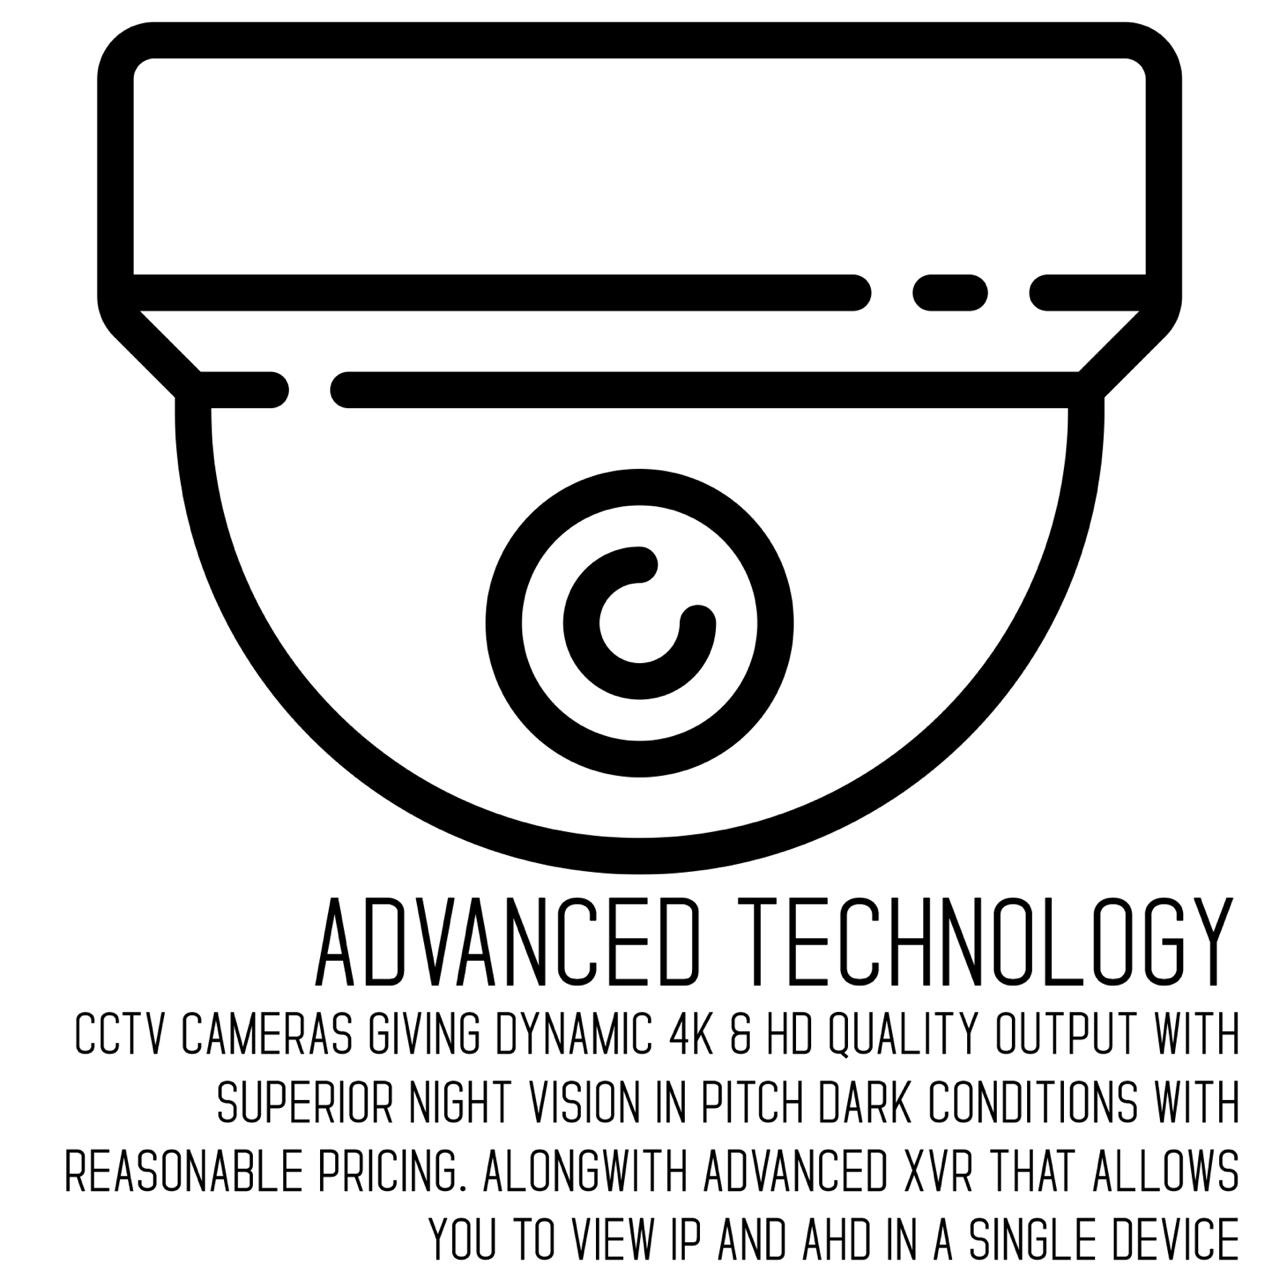 ADVANCED TECHNOLOGY
CCTV CAMERAS GIVING DYNAMIC 4K & HD QUALITY OUTPUT WITH
SUPERIOR NIGHT VISION IN PITCH DARK CONDITIONS WITH
REASONABLE PRICING. ALONGWITH ADVANCED XVR THAT ALLOWS
YOU TO VIEW IP AND AHD IN A SINGLE DEVICE